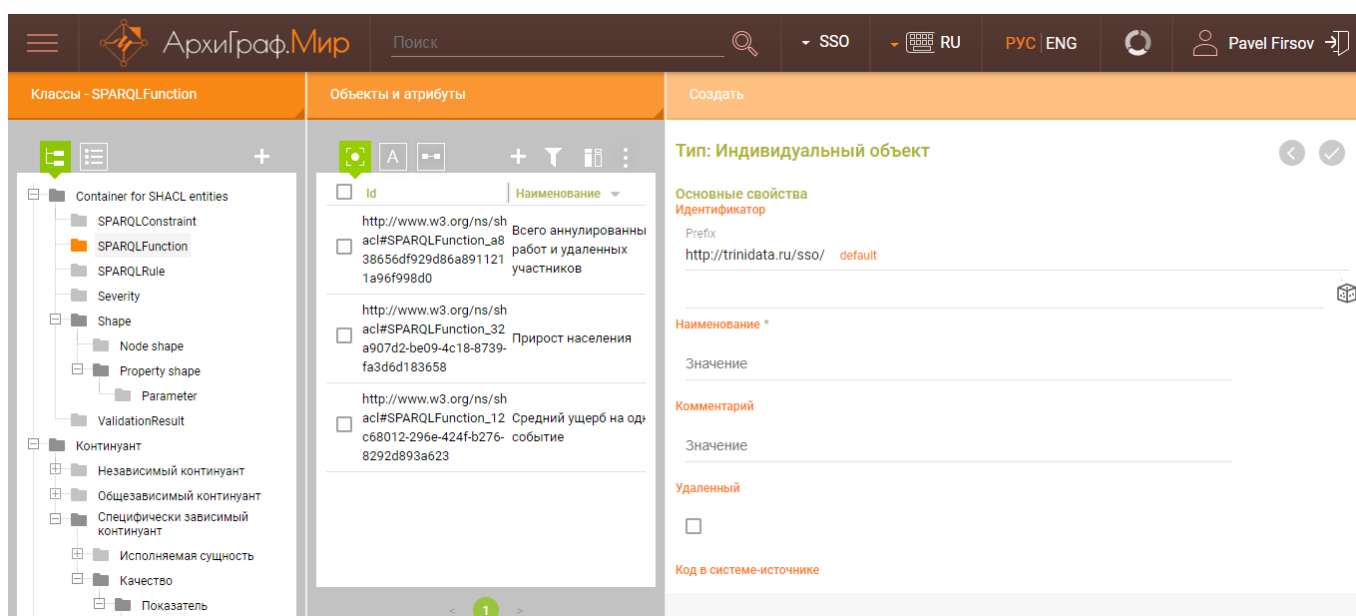 АрхиГраф.Мир
Поиск
SSO
RU
РУС ENG
Pavel Firsov
Классы - SPARQLFunction
Объекты и атрибуты
Создать
Container for SHACL entities
SPARQLConstraint
SPARQLFunction
SPARQLRule
Severity
Shape
Node shape
Property shape
Parameter
ValidationResult
Континуант
Независимый континуант
Общезависимый континуант
Специфически зависимый
континуант
Исполняемая сущность
Качество
Показатель
A
Id
Наименование
http://www.w3.org/ns/sh
acl#SPARQLFunction_a8
38656df929d86a891121
1a96f998d0
Всего аннулированны
работ и удаленных
участников
http://www.w3.org/ns/sh
acl#SPARQLFunction_32
a907d2-be09-4c18-8739-
fa3d6d183658
Прирост населения
http://www.w3.org/ns/sh
acl#SPARQLFunction_12
c68012-296e-424f-b276-
8292d893a623
Средний ущерб на одн
событие
< 1 >
Тип: Индивидуальный объект
Основные свойства
Идентификатор
Prefix
http://trinidata.ru/sso/ default
Наименование *
Значение
Комментарий
Значение
Удаленный
Код в системе-источнике